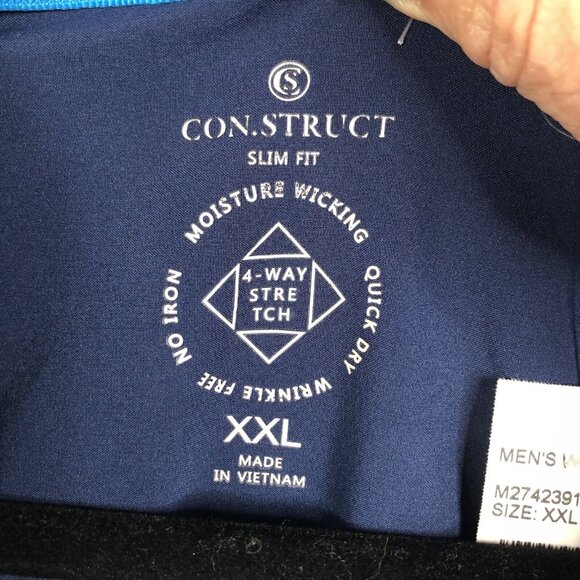 CS
CON.STRUCT
SLIM FIT
MOISTURE WICKING
QUICK DRY
WRINKLE FREE
NO IRON
4-WAY
STRE
TCH
XXL
MADE
IN VIETNAM
MEN'S
M2742391
SIZE: XXL